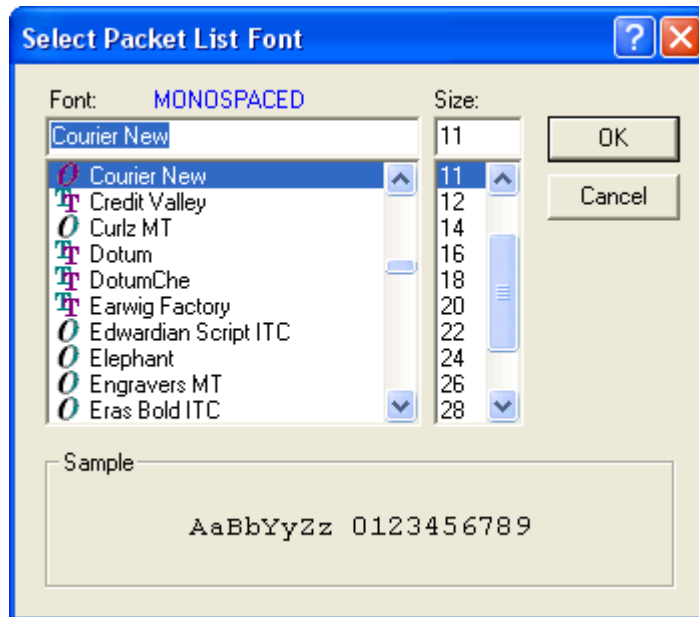 Select Packet List Font
Font: MONOSPACED Size:
Courier New 11 OK
Courier New 11
Credit Valley 12 Cancel
Curlz MT 14
Dotum 16
DotumChe 18
Earwig Factory 20
Edwardian Script ITC 22
Elephant 24
Engravers MT 26
Eras Bold ITC 28
Sample
AaBbYyZz 0123456789